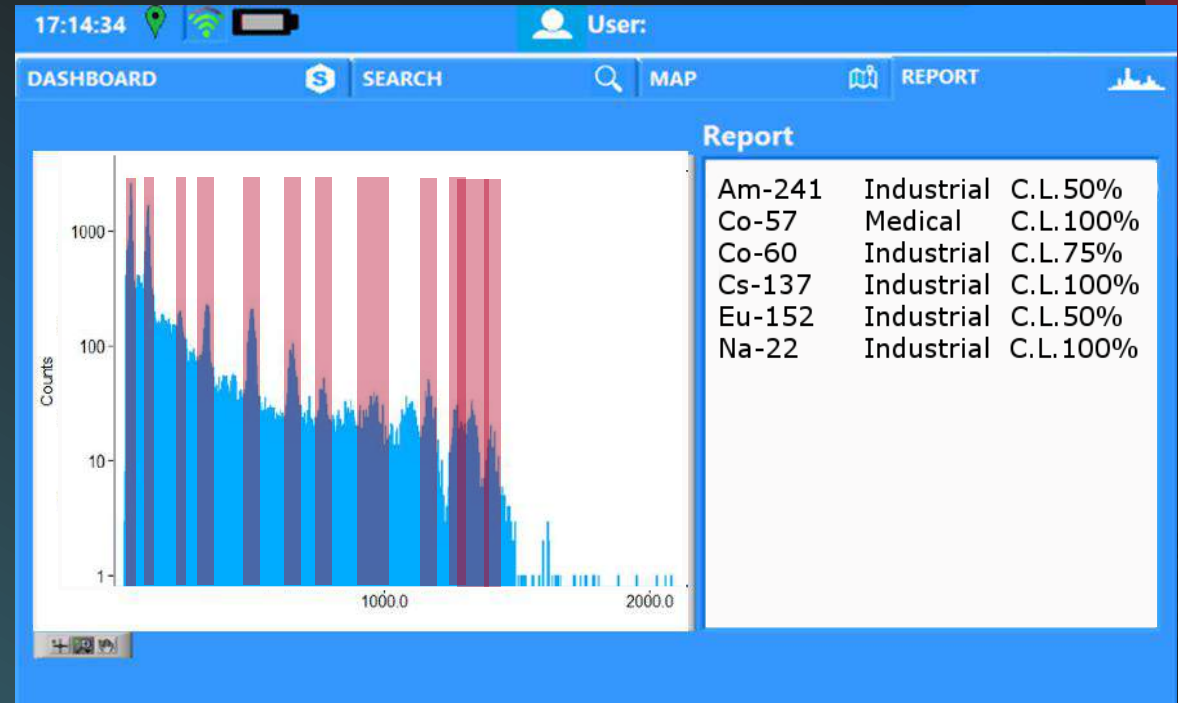 17:14:34 User:
DASHBOARD S SEARCH MAP REPORT
Report
Am-241 Industrial C.L.50%
Co-57 Medical C.L.100%
Co-60 Industrial C.L.75%
Cs-137 Industrial C.L.100%
Eu-152 Industrial C.L.50%
Na-22 Industrial C.L.100%
Counts
1000
100
10
1
1000.0 2000.0